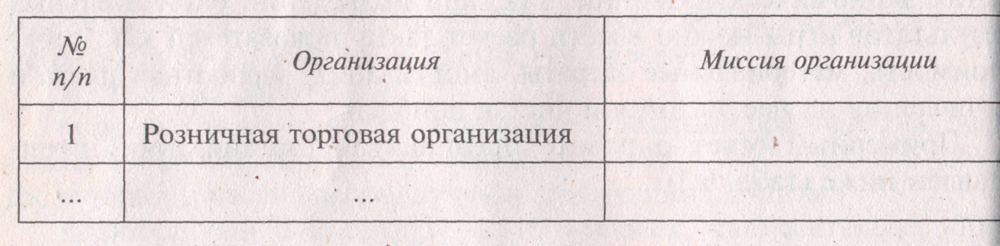 №
п/п
Организация
Миссия организации
1
Розничная торговая организация
...
...